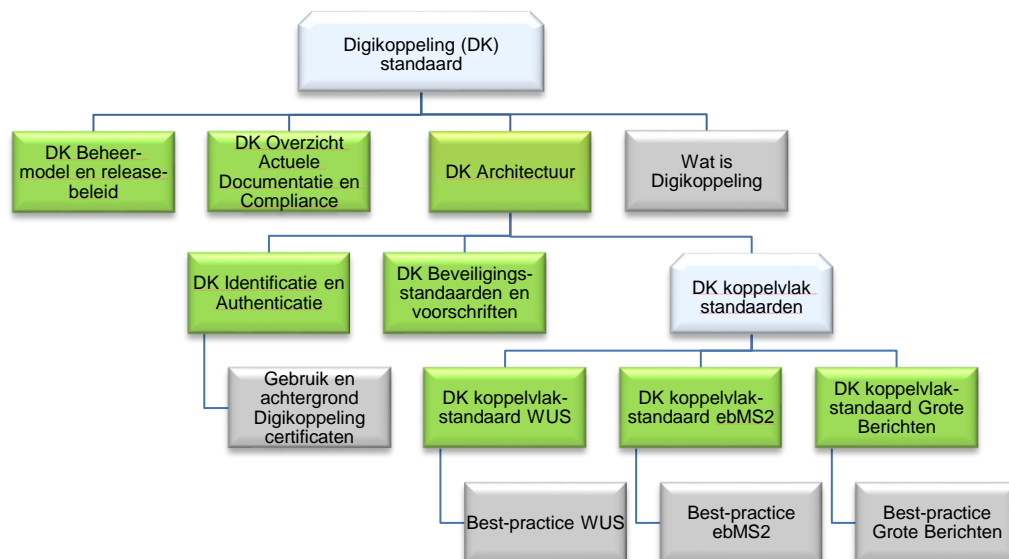 Digikoppeling (DK)
standaard
DK Beheer-
model en release-
beleid
DK Overzicht
Actuele
Documentatie en
Compliance
DK Architectuur
Wat is
Digikoppeling
DK Identificatie en
Authenticatie
DK Beveiligings-
standaarden en
voorschriften
DK koppelvlak
standaarden
Gebruik en
achtergrond
Digikoppeling
certificaten
DK koppelvlak-
standaard WUS
DK koppelvlak-
standaard ebMS2
DK koppelvlak-
standaard Grote
Berichten
Best-practice WUS
Best-practice
ebMS2
Best-practice
Grote Berichten